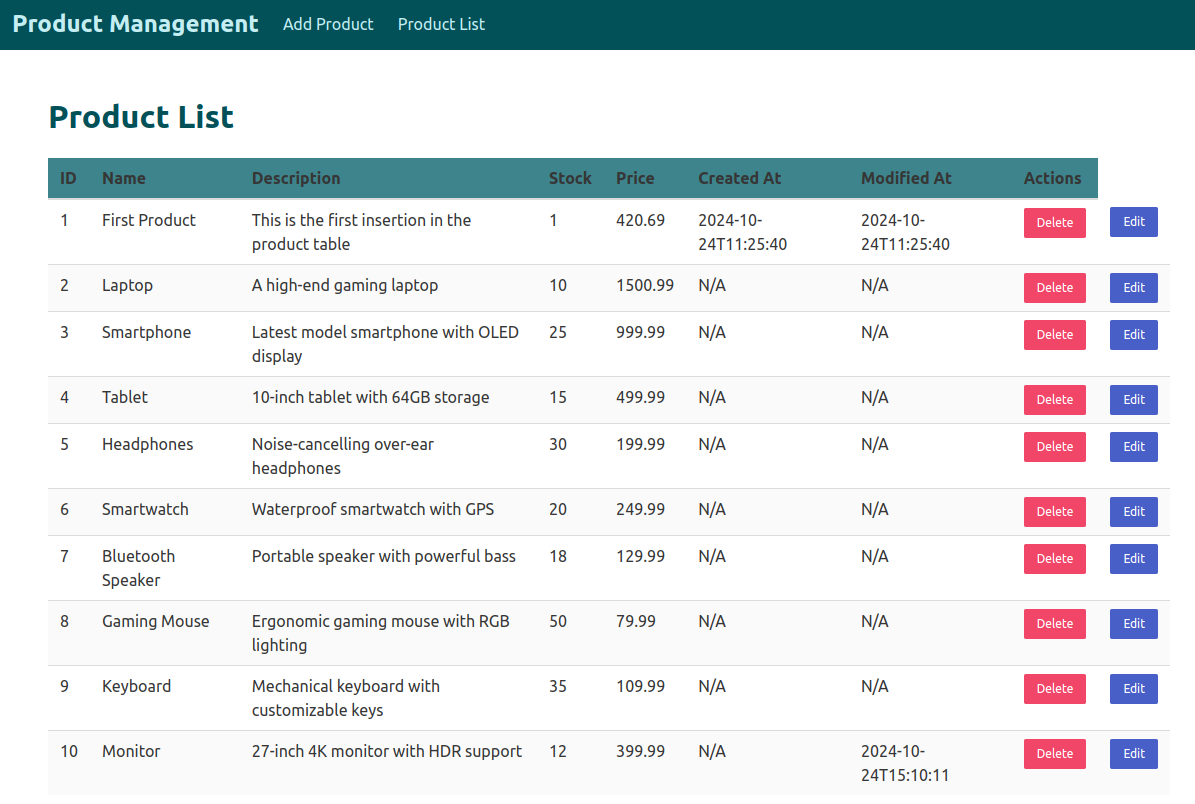 Product Management Add Product Product List
Product List
ID Name Description Stock Price Created At Modified At Actions
1 First Product This is the first insertion in the 1 420.69 2024-10- 2024-10- Delete Edit
product table 24T11:25:40 24T11:25:40
2 Laptop A high-end gaming laptop 10 1500.99 N/A N/A Delete Edit
3 Smartphone Latest model smartphone with OLED 25 999.99 N/A N/A Delete Edit
display
4 Tablet 10-inch tablet with 64GB storage 15 499.99 N/A N/A Delete Edit
5 Headphones Noise-cancelling over-ear 30 199.99 N/A N/A Delete Edit
headphones
6 Smartwatch Waterproof smartwatch with GPS 20 249.99 N/A N/A Delete Edit
7 Bluetooth Portable speaker with powerful bass 18 129.99 N/A N/A Delete Edit
Speaker
8 Gaming Mouse Ergonomic gaming mouse with RGB 50 79.99 N/A N/A Delete Edit
lighting
9 Keyboard Mechanical keyboard with 35 109.99 N/A N/A Delete Edit
customizable keys
10 Monitor 27-inch 4K monitor with HDR support 12 399.99 N/A 2024-10- Delete Edit
24T15:10:11